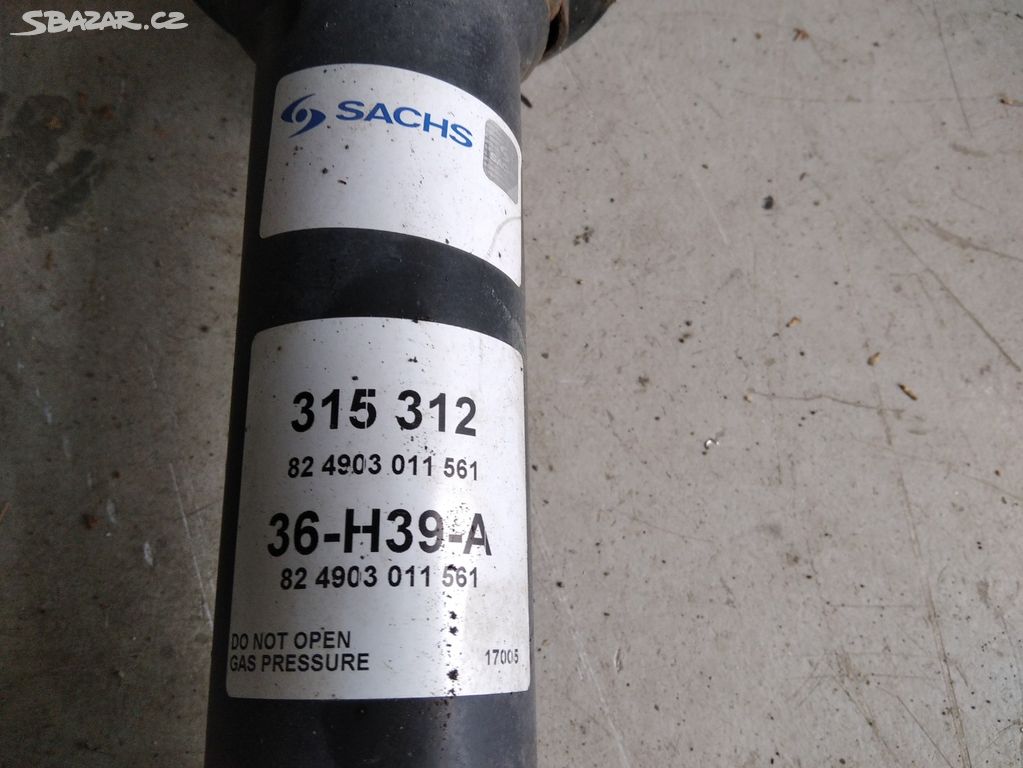 SBAZAR.CZ
SACHS
315 312
82 4903 011 561
36-H39-A
82 4903 011 561
DO NOT OPEN
GAS PRESSURE 17005